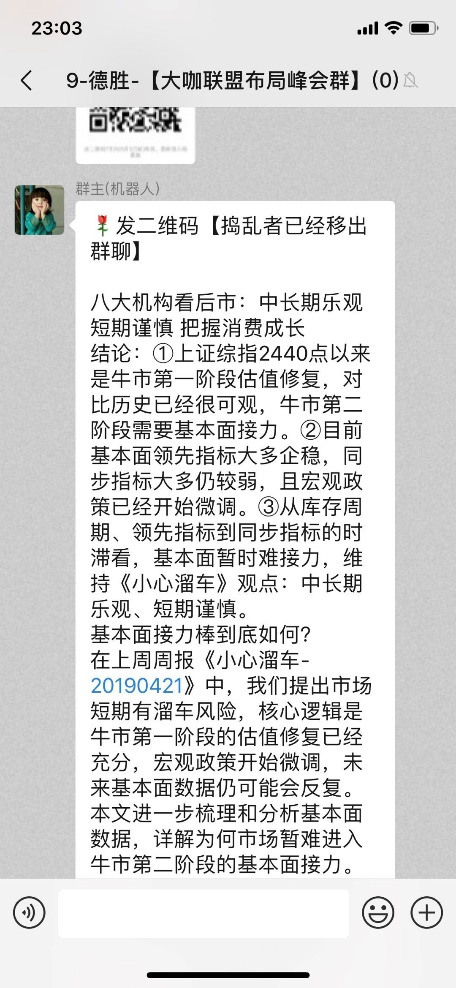 23:03
9-德胜-【大咖联盟布局峰会群】(0)
群主(机器人)
🌹发二维码【捣乱者已经移出
群聊】
八大机构看后市：中长期乐观
短期谨慎 把握消费成长
结论：①上证综指2440点以来
是牛市第一阶段估值修复，对
比历史已经很可观，牛市第二
阶段需要基本面接力。②目前
基本面领先指标大多企稳，同
步指标大多仍较弱，且宏观政
策已经开始微调。③从库存周
期、领先指标到同步指标的时
滞看，基本面暂时难接力，维
持《小心溜车》观点：中长期
乐观、短期谨慎。
基本面接力棒到底如何？
在上周周报《小心溜车-
20190421》中，我们提出市场
短期有溜车风险，核心逻辑是
牛市第一阶段的估值修复已经
充分，宏观政策开始微调，未
来基本面数据仍可能会反复。
本文进一步梳理和分析基本面
数据，详解为何市场暂难进入
牛市第二阶段的基本面接力。